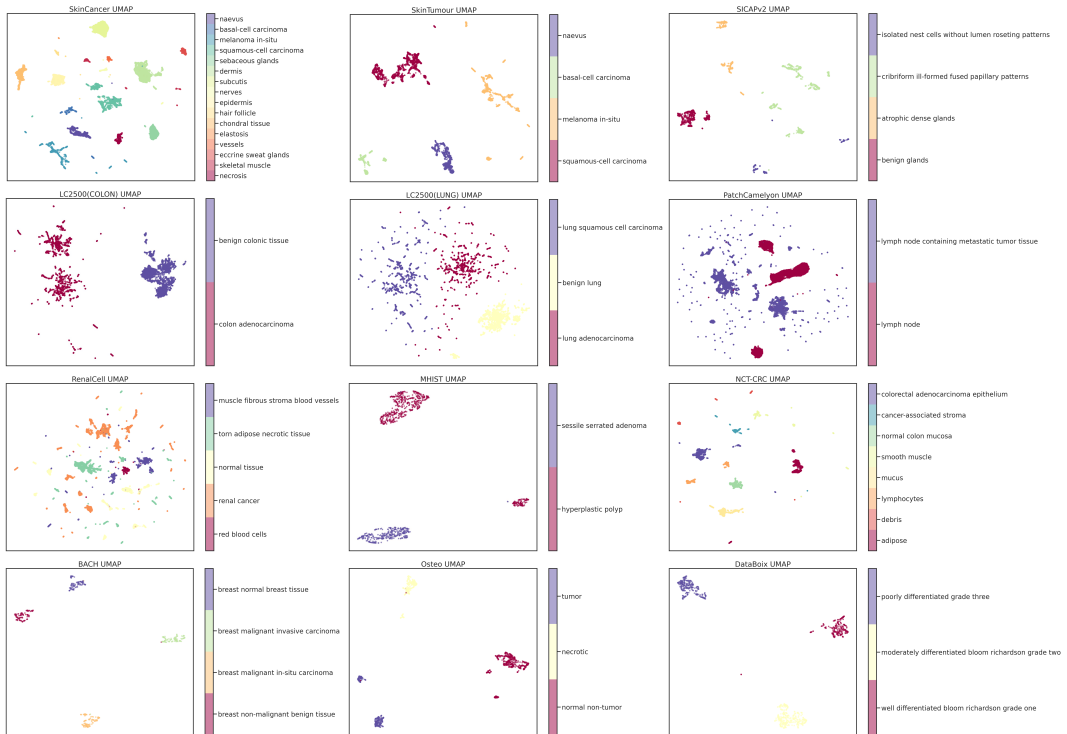 SkinCancer UMAP
naevus
basal-cell carcinoma
melanoma in-situ
squamous-cell carcinoma
sebaceous glands
dermis
subcutis
nerves
epidermis
hair follicle
chondral tissue
elastosis
vessels
eccrine sweat glands
skeletal muscle
necrosis
SkinTumour UMAP
naevus
basal-cell carcinoma
melanoma in-situ
squamous-cell carcinoma
SICAPv2 UMAP
isolated nest cells without lumen roseting patterns
cribriform ill-formed fused papillary patterns
atrophic dense glands
benign glands
LC2500(COLON) UMAP
benign colonic tissue
colon adenocarcinoma
LC2500(LUNG) UMAP
lung squamous cell carcinoma
benign lung
lung adenocarcinoma
PatchCamelyon UMAP
lymph node containing metastatic tumor tissue
lymph node
RenalCell UMAP
muscle fibrous stroma blood vessels
torn adipose necrotic tissue
normal tissue
renal cancer
red blood cells
MHIST UMAP
sessile serrated adenoma
hyperplastic polyp
NCT-CRC UMAP
colorectal adenocarcinoma epithelium
cancer-associated stroma
normal colon mucosa
smooth muscle
mucus
lymphocytes
debris
adipose
BACH UMAP
breast normal breast tissue
breast malignant invasive carcinoma
breast malignant in-situ carcinoma
breast non-malignant benign tissue
Osteo UMAP
tumor
necrotic
normal non-tumor
DataBoix UMAP
poorly differentiated grade three
moderately differentiated bloom richardson grade two
well differentiated bloom richardson grade one